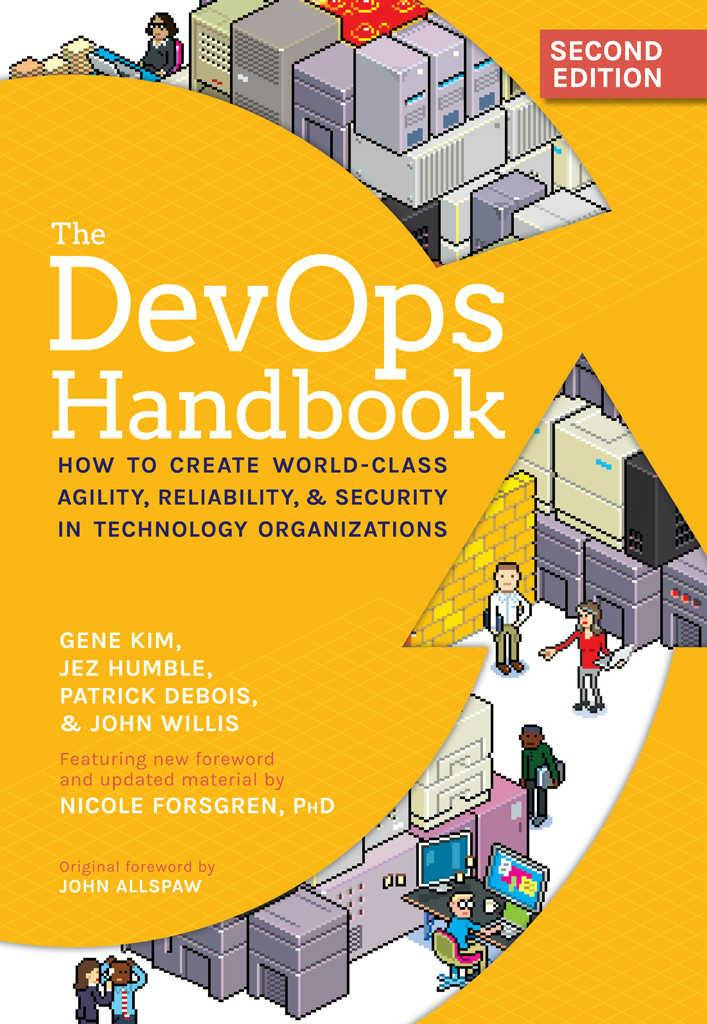 SECOND
EDITION
The
DevOps
Handbook
HOW TO CREATE WORLD-CLASS
AGILITY, RELIABILITY, & SECURITY
IN TECHNOLOGY ORGANIZATIONS
GENE KIM,
JEZ HUMBLE,
PATRICK DEBOIS,
& JOHN WILLIS
Featuring new foreword
and updated material by
NICOLE FORSGREN, PHD
Original foreword by
JOHN ALLSPAW